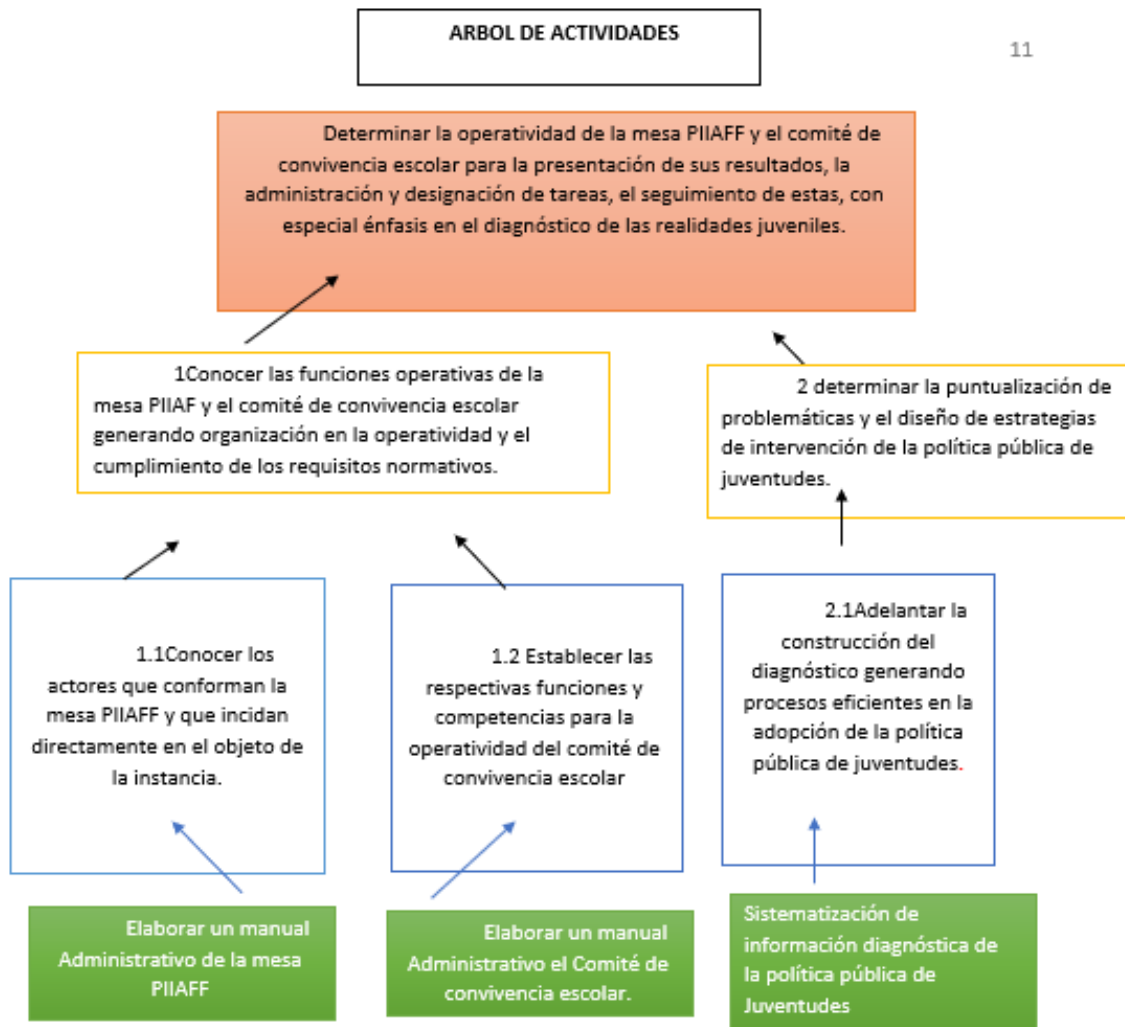 ARBOL DE ACTIVIDADES
11
Determinar la operatividad de la mesa PIIAFF y el comité de
convivencia escolar para la presentación de sus resultados, la
administración y designación de tareas, el seguimiento de estas, con
especial énfasis en el diagnóstico de las realidades juveniles.
1Conocer las funciones operativas de la
mesa PIIAF y el comité de convivencia escolar
generando organización en la operatividad y el
cumplimiento de los requisitos normativos.
2 determinar la puntualización de
problemáticas y el diseño de estrategias
de intervención de la política pública de
juventudes.
1.1Conocer los
actores que conforman la
mesa PIIAFF y que incidan
directamente en el objeto de
la instancia.
1.2 Establecer las
respectivas funciones y
competencias para la
operatividad del comité de
convivencia escolar
2.1Adelantar la
construcción del
diagnóstico generando
procesos eficientes en la
adopción de la política
pública de juventudes.
Elaborar un manual
Administrativo de la mesa
PIIAFF
Elaborar un manual
Administrativo el Comité de
convivencia escolar.
Sistematización de
información diagnóstica de
la política pública de
Juventudes